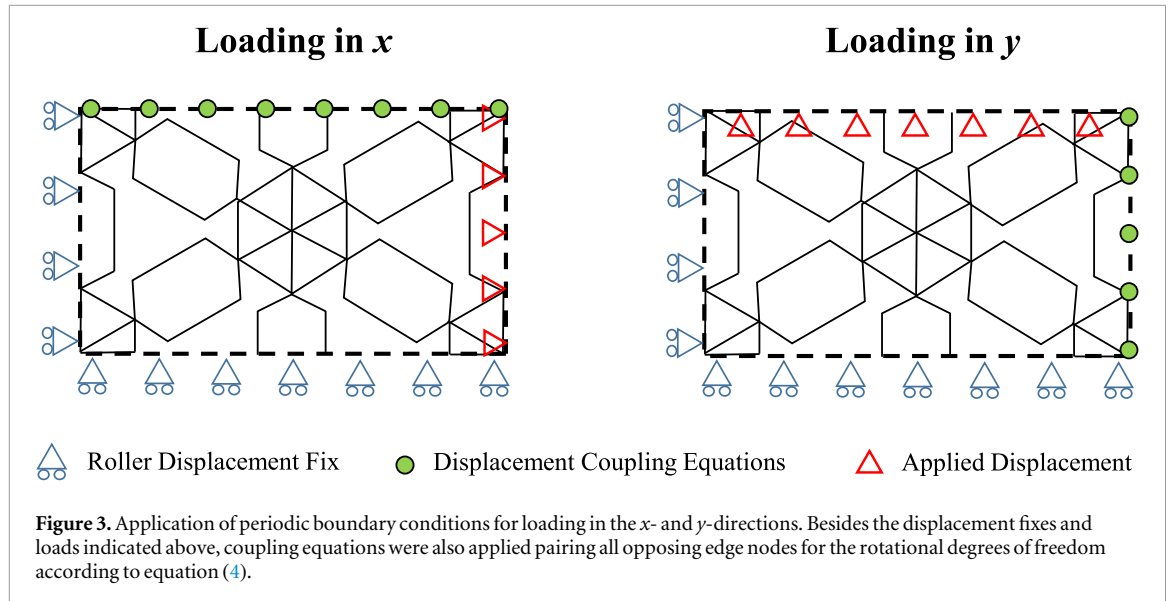 Loading in x
Loading in y
Roller Displacement Fix
Displacement Coupling Equations
Applied Displacement
Figure 3. Application of periodic boundary conditions for loading in the x- and y-directions. Besides the displacement fixes and
loads indicated above, coupling equations were also applied pairing all opposing edge nodes for the rotational degrees of freedom
according to equation (4).